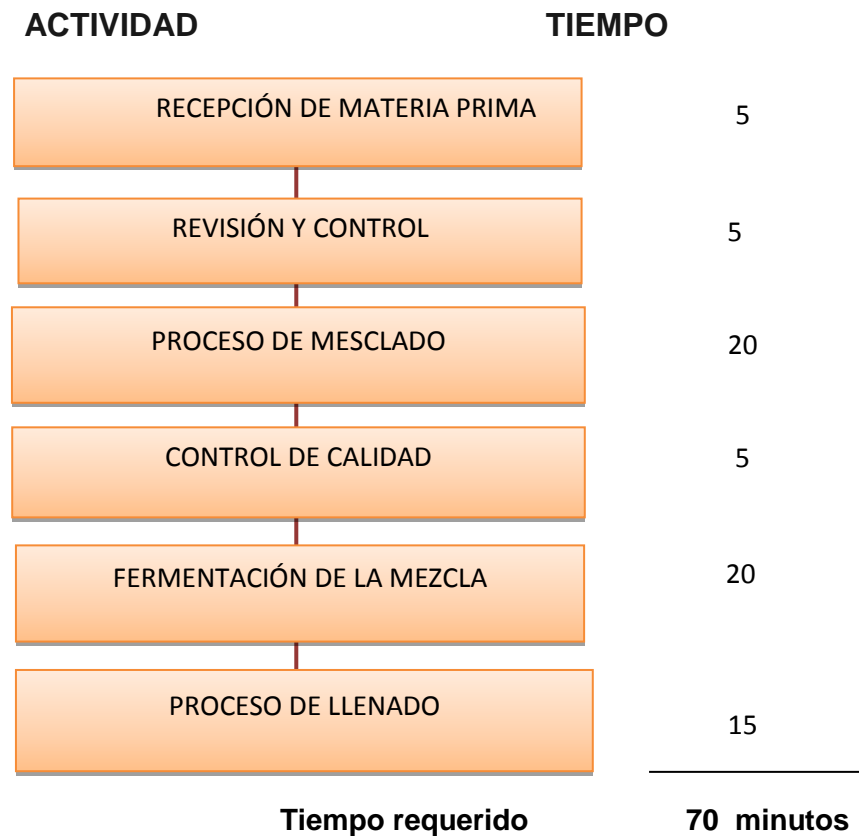 ACTIVIDAD TIEMPO
RECEPCIÓN DE MATERIA PRIMA 5
REVISIÓN Y CONTROL 5
PROCESO DE MESCLADO 20
CONTROL DE CALIDAD 5
FERMENTACIÓN DE LA MEZCLA 20
PROCESO DE LLENADO 15
Tiempo requerido 70 minutos